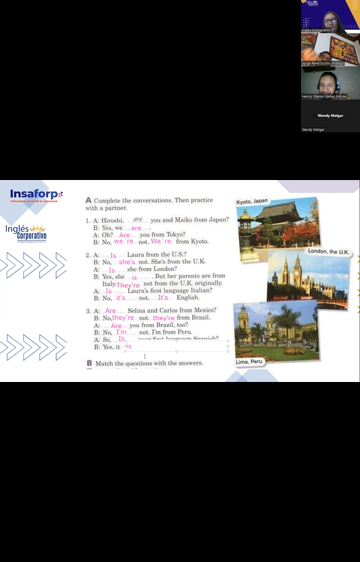 Wendy Melgar
Wendy Melgar
Insaforp
Inglés
Corporativo
A Complete the conversations. Then practice
with a partner.
1. A: Hiroshi, are you and Maiko from Japan?
B: Yes, we are.
A: Oh? Are you from Tokyo?
B: No, we re not. We re from Kyoto.
2. A: Is Laura from the U.S.?
B: No, she's not. She's from the U.K.
A: Is she from London?
B: Yes, she is. But her parents are from
Italy. They're not from the U.K. originally.
A: Is Laura's first language Italian?
B: No, it's not. It's English.
3. A: Are Selina and Carlos from Mexico?
B: No, they're not. they're from Brazil.
A: Are you from Brazil, too?
B: No, I'm not. I'm from Peru.
A: So, Is your first language Spanish?
B: Yes, it is
B Match the questions with the answers.
Kyoto, Japan
London, the U.K.
Lima, Peru